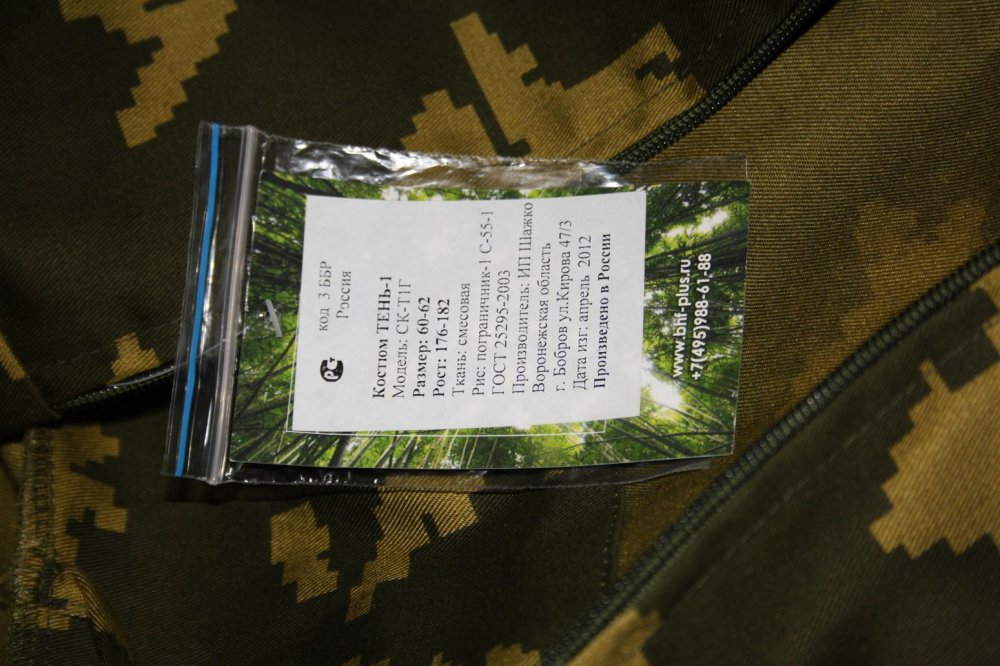 код 3 ББР
Россия
Костюм ТЕНЬ-1
Модель: СК-Т1Г
Размер: 60-62
Рост: 176-182
Ткань: смесовая
Рис: пограничник-1 С-55-1
ГОСТ 25295-2003
Производитель: ИП Шажко
Воронежская область
г. Бобров ул.Кирова 47/3
Дата изг: апрель 2012
Произведено в России
www.bhi-plus.ru
+7(495)988-61-88